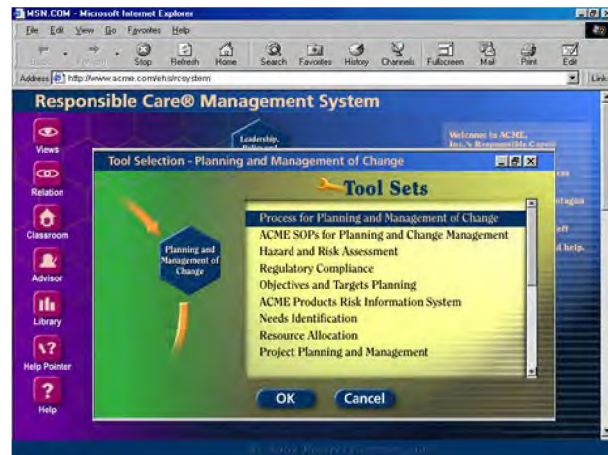 MSN.COM - Microsoft Internet Explorer
File Edit View Go Favorites Help
Stop Refresh Home Search Favorites History Channels Fullscreen Mail Print Edit
Address http://www.acme.com/ehs/rcsystem Links
Responsible Care® Management System
Views
Relation
Classroom
Advisor
Library
Help Pointer
Help
Leadership,
Welcome to ACME,
Inc.'s Responsible Care®
Tool Selection - Planning and Management of Change
Planning and
Management of
Change
Tool Sets
Process for Planning and Management of Change
ACME SOPs for Planning and Change Management
Hazard and Risk Assessment
Regulatory Compliance
Objectives and Targets Planning
ACME Products Risk Information System
Needs Identification
Resource Allocation
Project Planning and Management
help.
OK Cancel